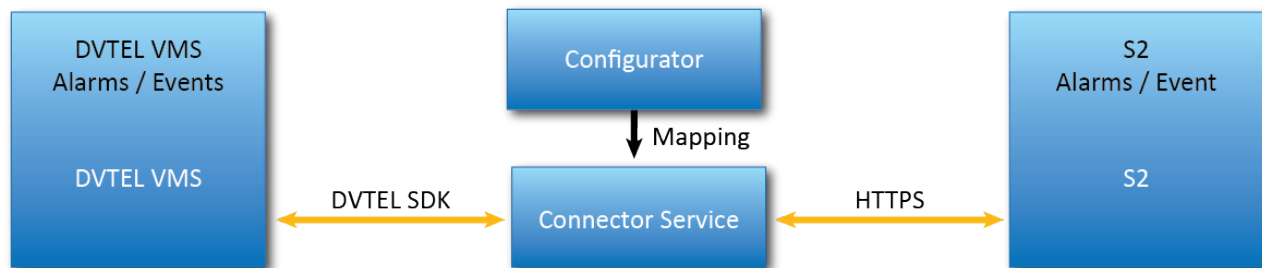 DVTEL VMS
Alarms / Events
DVTEL VMS
DVTEL SDK
Configurator
Mapping
Connector Service
HTTPS
S2
Alarms / Event
S2